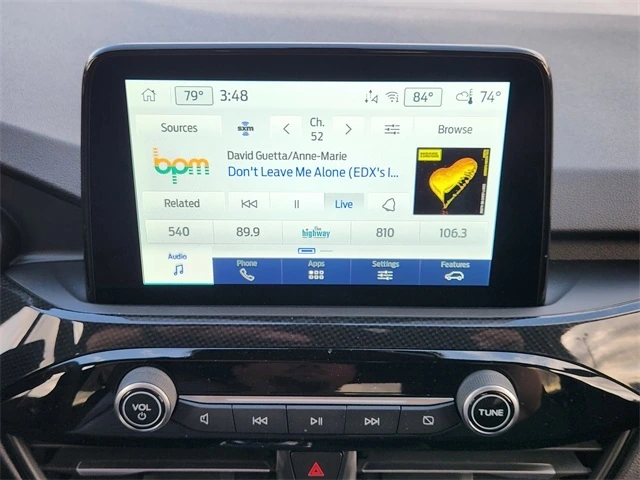 79° 3:48 84° 74°
Sources sxm Ch. 52 Browse
bpm
David Guetta/Anne-Marie
Don't Leave Me Alone (EDX's I...
Related Live
540 89.9 The highway 810 106.3
Audio Phone Apps Settings Features
VOL TUNE